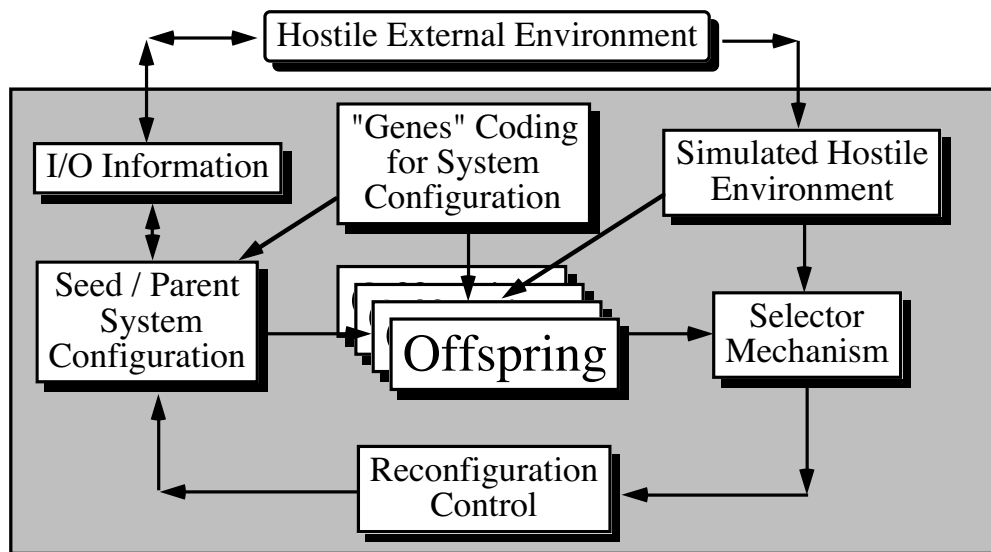 Hostile External Environment
I/O Information
"Genes" Coding
for System
Configuration
Simulated Hostile
Environment
Seed / Parent
System
Configuration
Offspring
Selector
Mechanism
Reconfiguration
Control